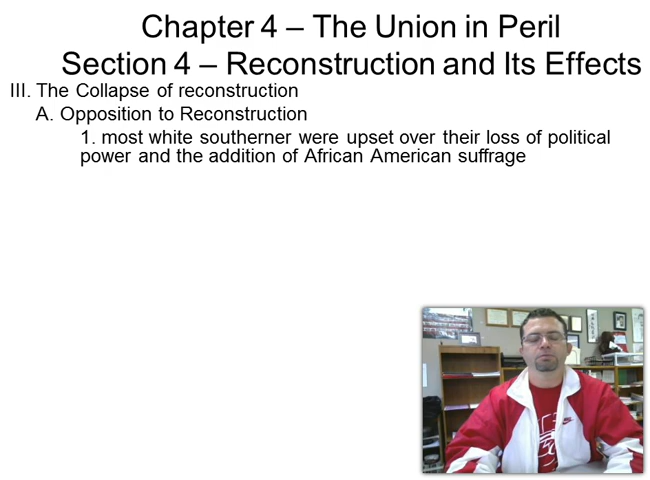 Chapter 4 – The Union in Peril
Section 4 – Reconstruction and Its Effects
III. The Collapse of reconstruction
A. Opposition to Reconstruction
1. most white southerner were upset over their loss of political
power and the addition of African American suffrage